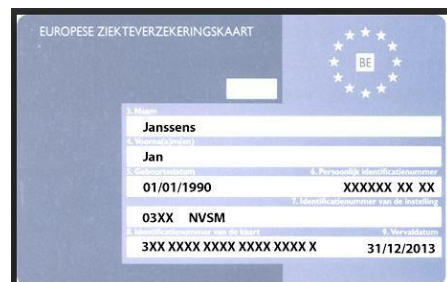 EUROPESE ZIEKTEVERZEKERINGSKAART
BE
3. Naam
Janssens
4. Voorna(a)m(en)
Jan
5. Geboortedatum 6. Persoonlijk identificatienummer
01/01/1990 XXXXXX XX XX
7. Identificatienummer van de instelling
03XX NVSM
8. Identificatienummer van de kaart 9. Vervaldatum
3XX XXXX XXXX XXXX XXXX X 31/12/2013